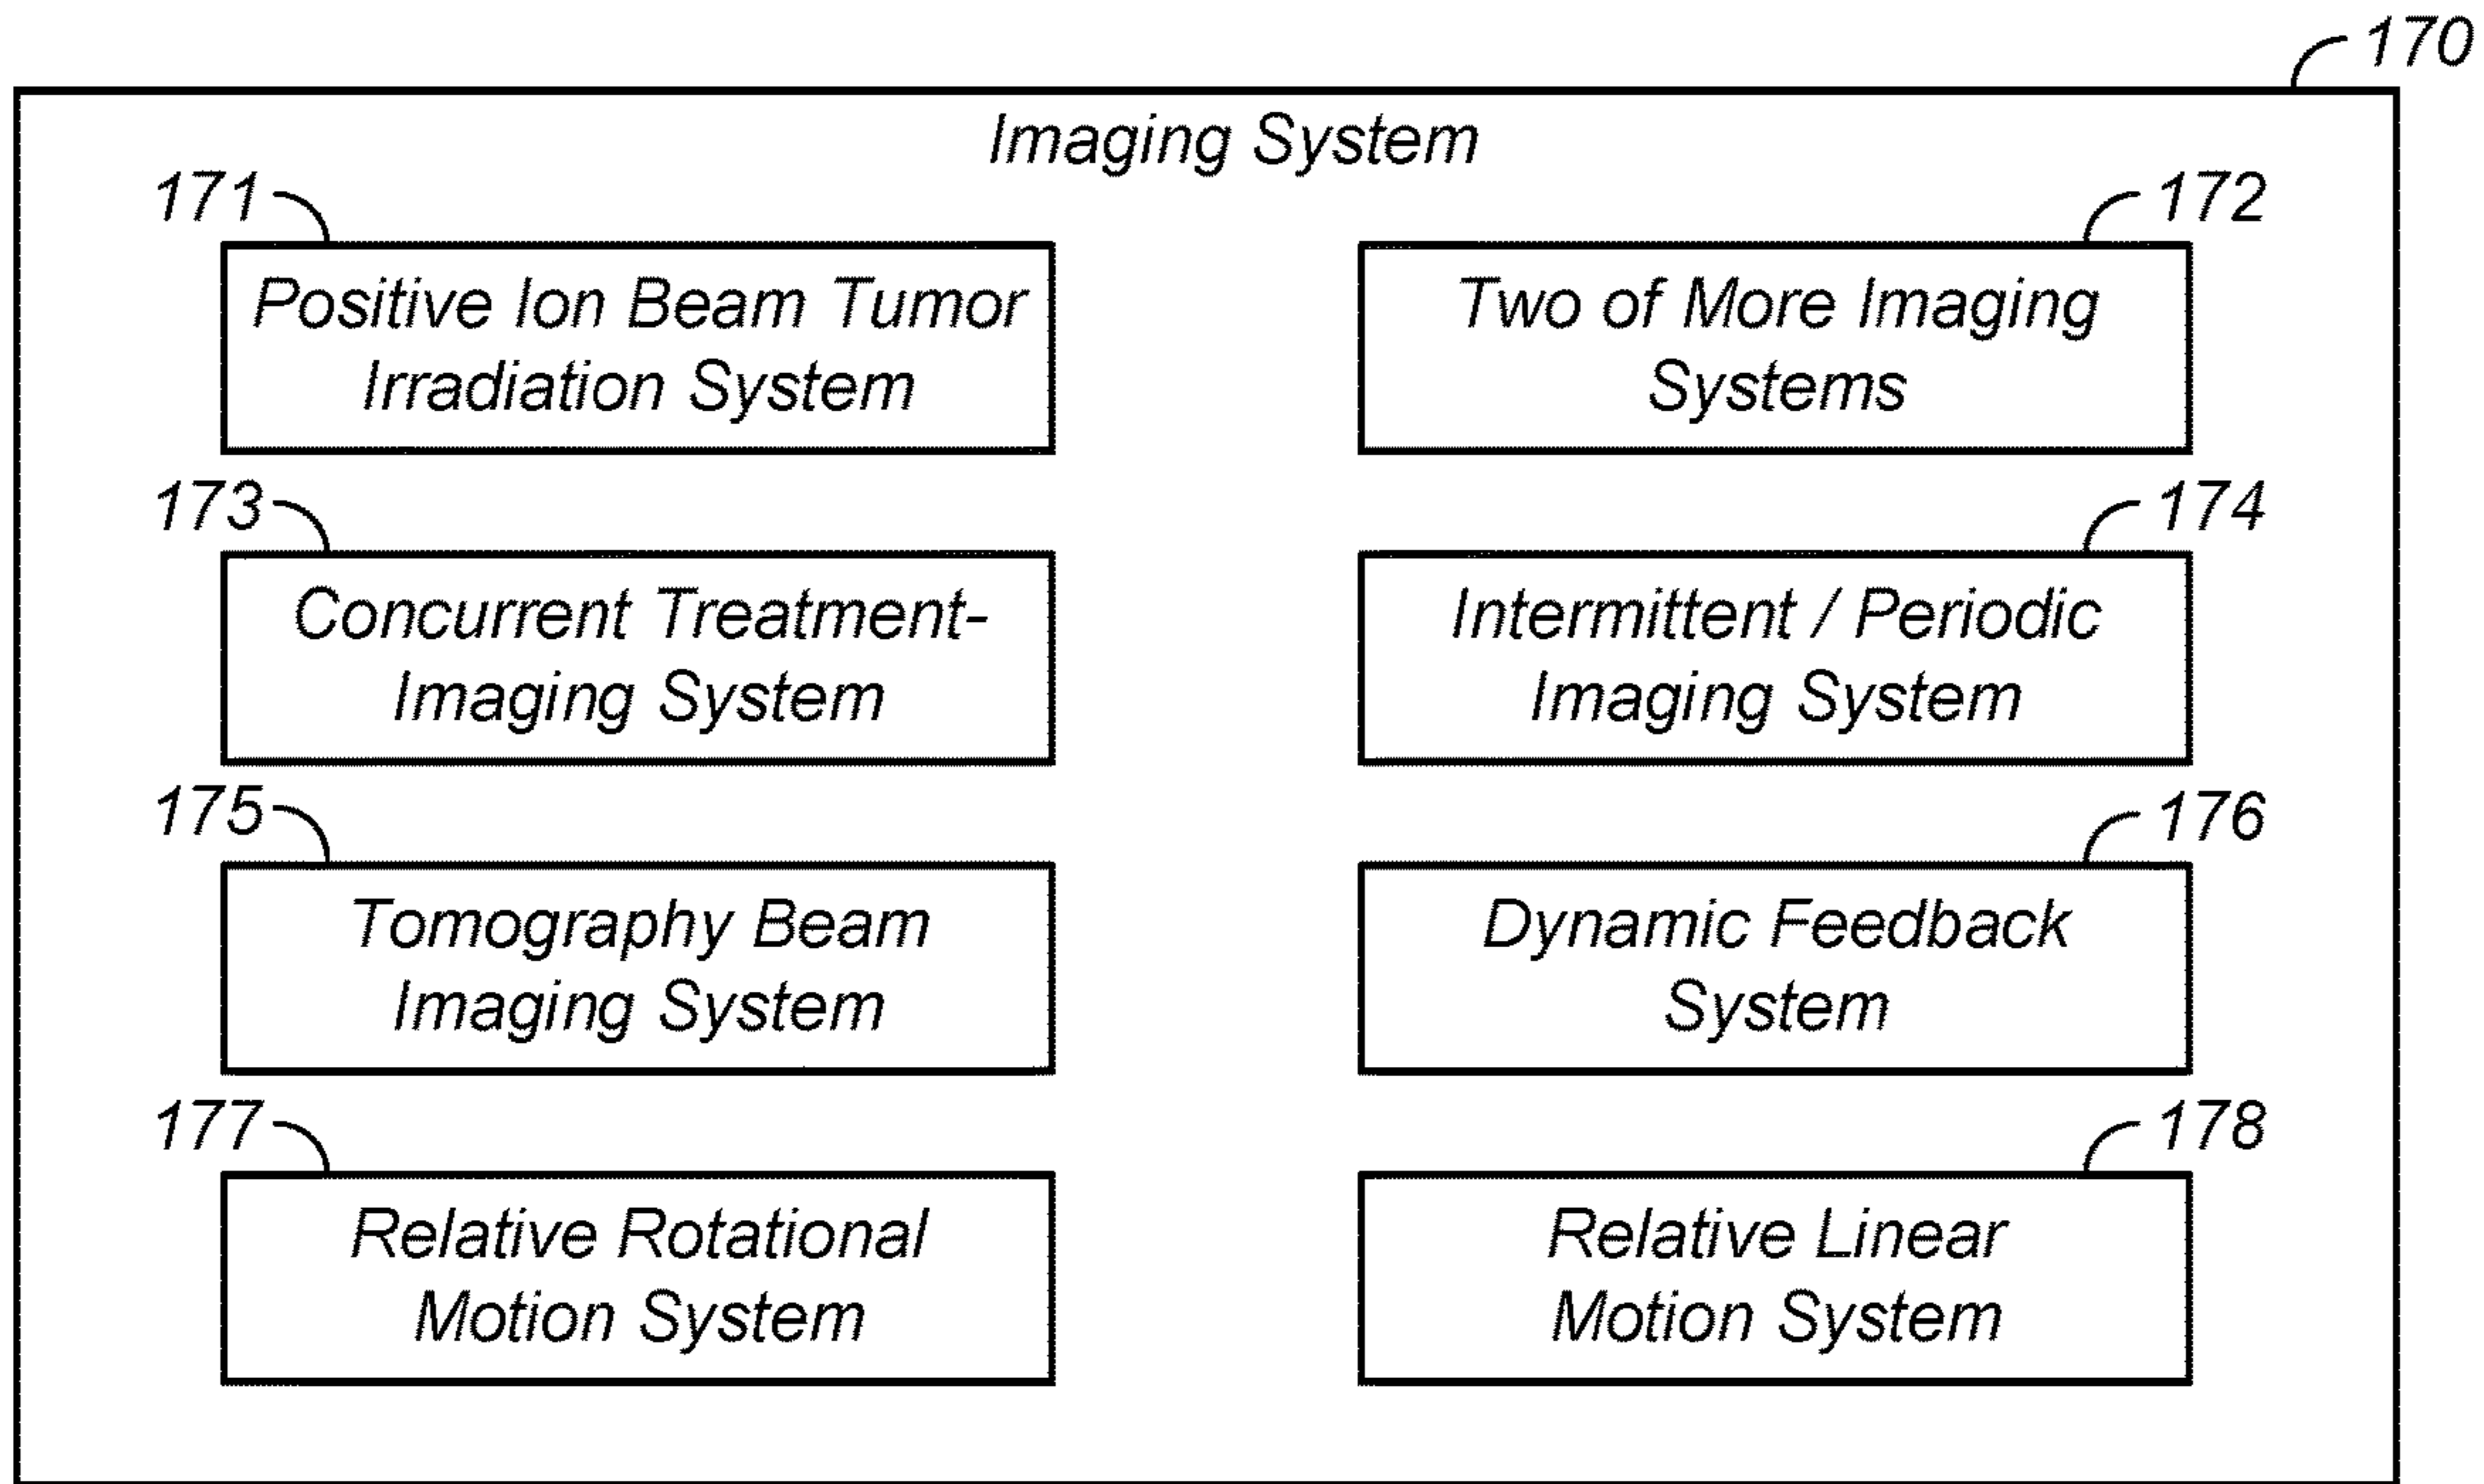 170
Imaging System
171
Positive Ion Beam Tumor
Irradiation System
172
Two of More Imaging
Systems
173
Concurrent Treatment-
Imaging System
174
Intermittent / Periodic
Imaging System
175
Tomography Beam
Imaging System
176
Dynamic Feedback
System
177
Relative Rotational
Motion System
178
Relative Linear
Motion System